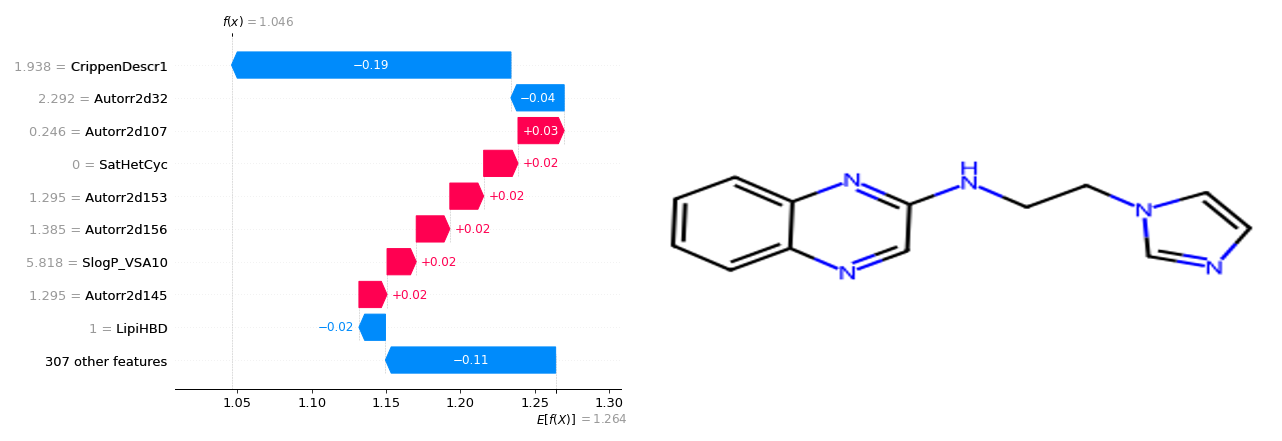 f(x) = 1.046
1.938 = CrippenDescr1
−0.19
2.292 = Autorr2d32
−0.04
0.246 = Autorr2d107
+0.03
0 = SatHetCyc
+0.02
1.295 = Autorr2d153
+0.02
1.385 = Autorr2d156
+0.02
5.818 = SlogP_VSA10
+0.02
1.295 = Autorr2d145
+0.02
1 = LipiHBD
−0.02
307 other features
−0.11
1.05 1.10 1.15 1.20 1.25 1.30
E[f(X)] = 1.264
H
N
N
N
N
N